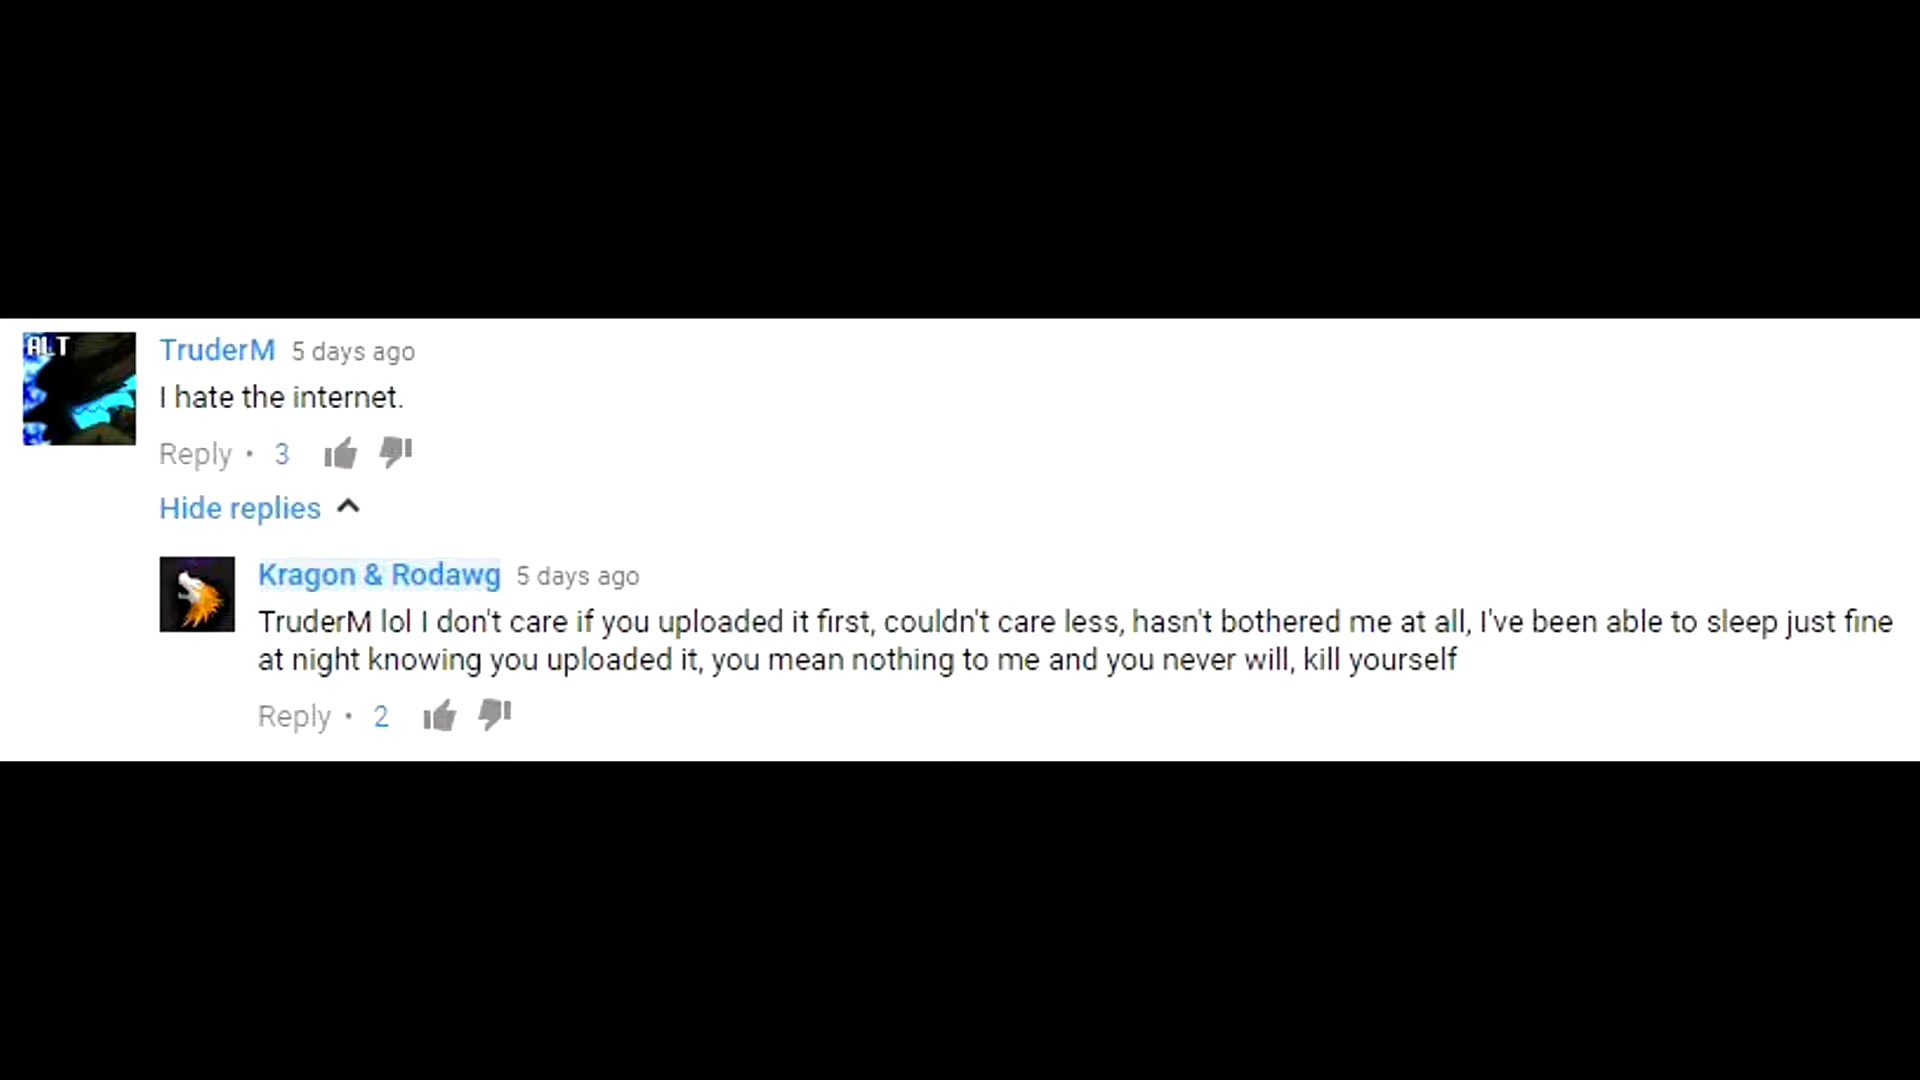 ALT
TruderM 5 days ago
I hate the internet.
Reply • 3
Hide replies
Kragon & Rodawg 5 days ago
TruderM lol I don't care if you uploaded it first, couldn't care less, hasn't bothered me at all, I've been able to sleep just fine
at night knowing you uploaded it, you mean nothing to me and you never will, kill yourself
Reply • 2